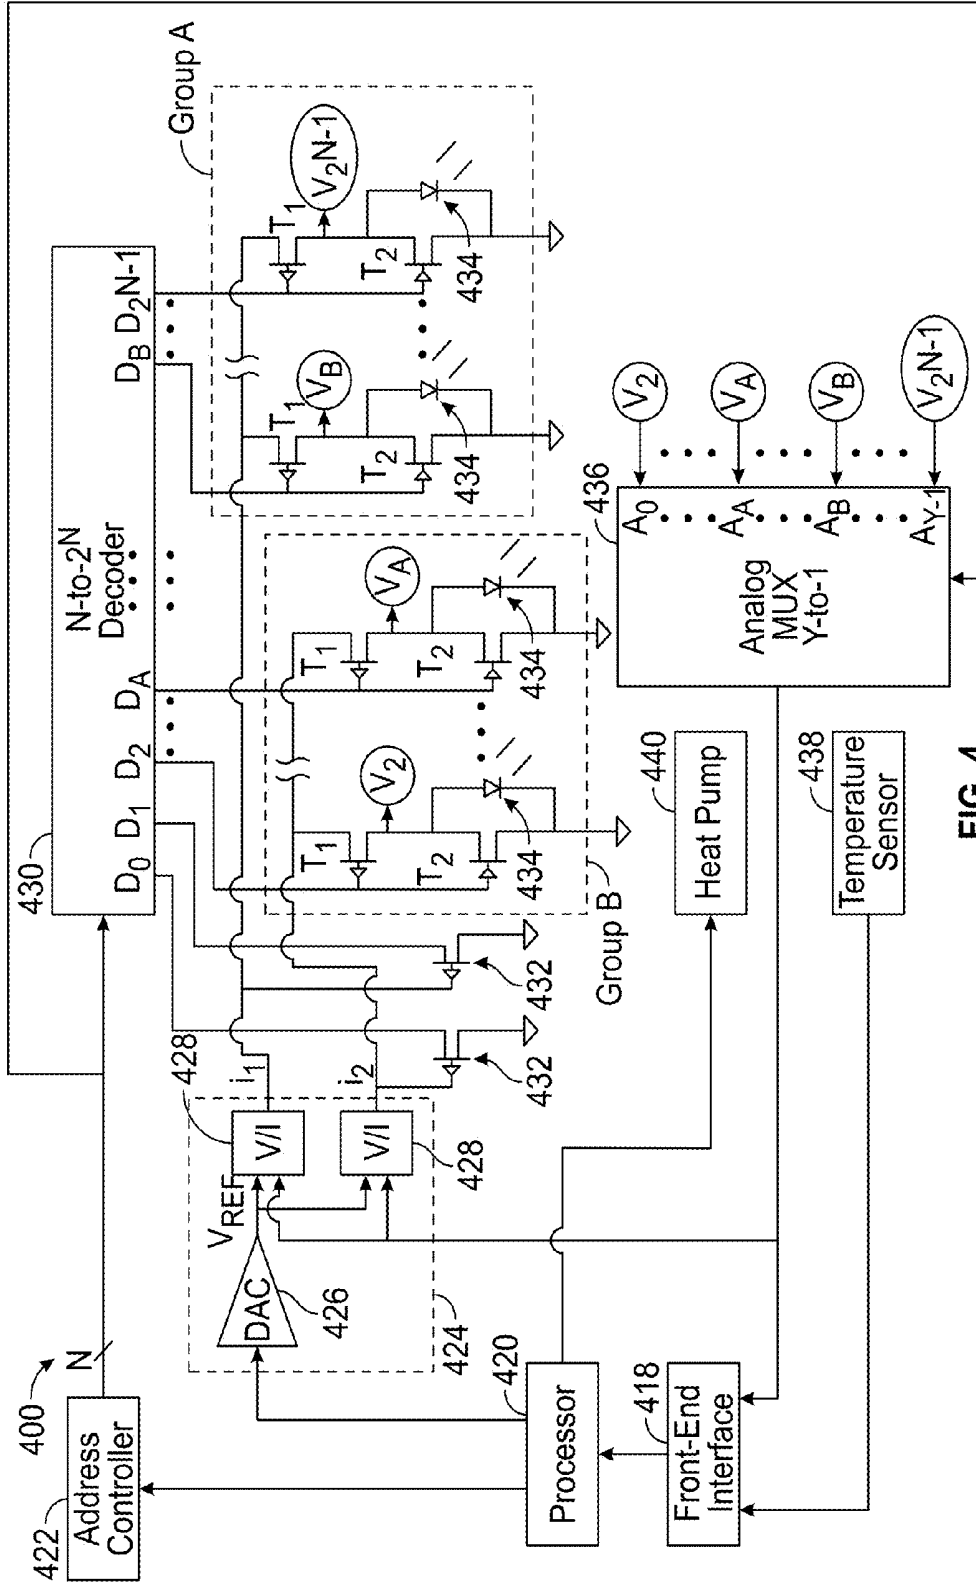 400
422
Address
Controller
N
430
N-to-2N
Decoder
D0
D1
D2
DA
DB
D2N-1
Group A
T1
VB
T2
434
T1
V2N-1
T2
434
428
i1
VREF
V/I
DAC
426
V/I
i2
428
424
432
432
Group B
T1
V2
T2
434
T1
VA
T2
434
420
Processor
418
Front-End
Interface
440
Heat Pump
438
Temperature
Sensor
436
Analog
MUX
Y-to-1
A0
AA
AB
AY-1
V2
VA
VB
V2N-1
FIG. 4